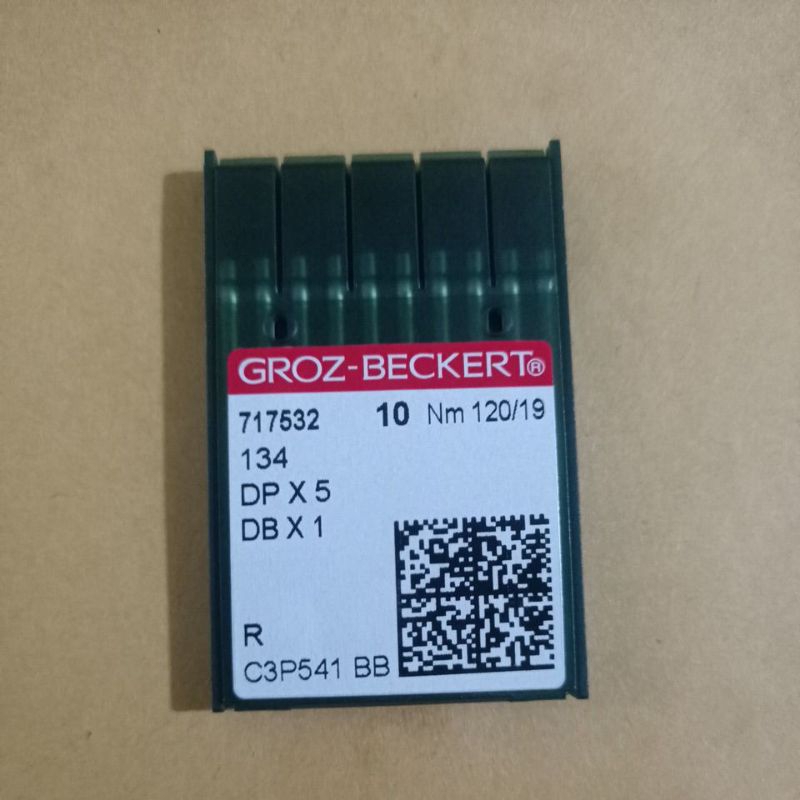 GROZ-BECKERT®
717532 10 Nm 120/19
134
DP X 5
DB X 1
R
C3P541 BB